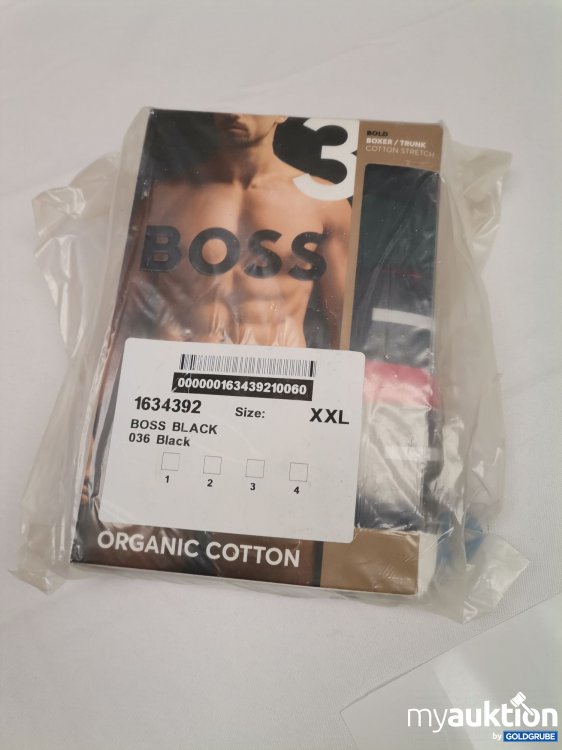 3
BOLD
BOXER / TRUNK
COTTON STRETCH
BOSS
000000163439210060
1634392 Size: XXL
BOSS BLACK
036 Black
1 2 3 4
ORGANIC COTTON
myauktion
by GOLDGRUBE